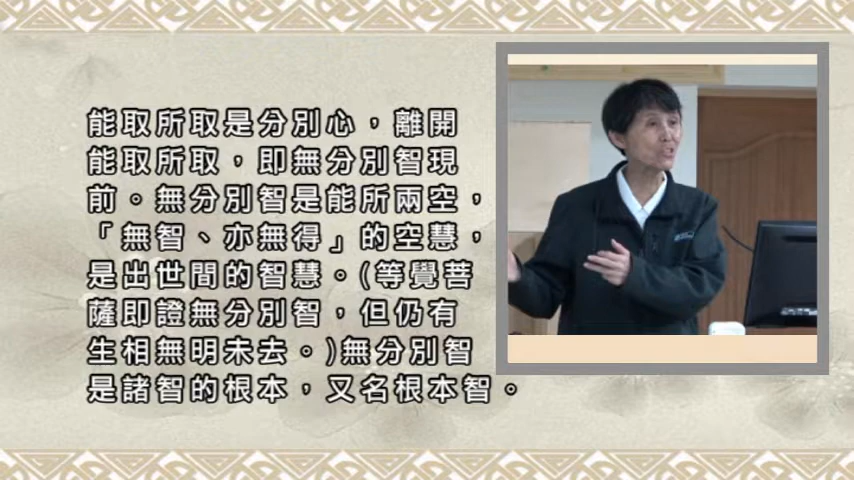 能取所取是分別心，離開
能取所取，即無分別智現
前。無分別智是能所兩空，
「無智、亦無得」的空慧，
是出世間的智慧。(等覺菩
薩即證無分別智，但仍有
生相無明未去。)無分別智
是諸智的根本，又名根本智。